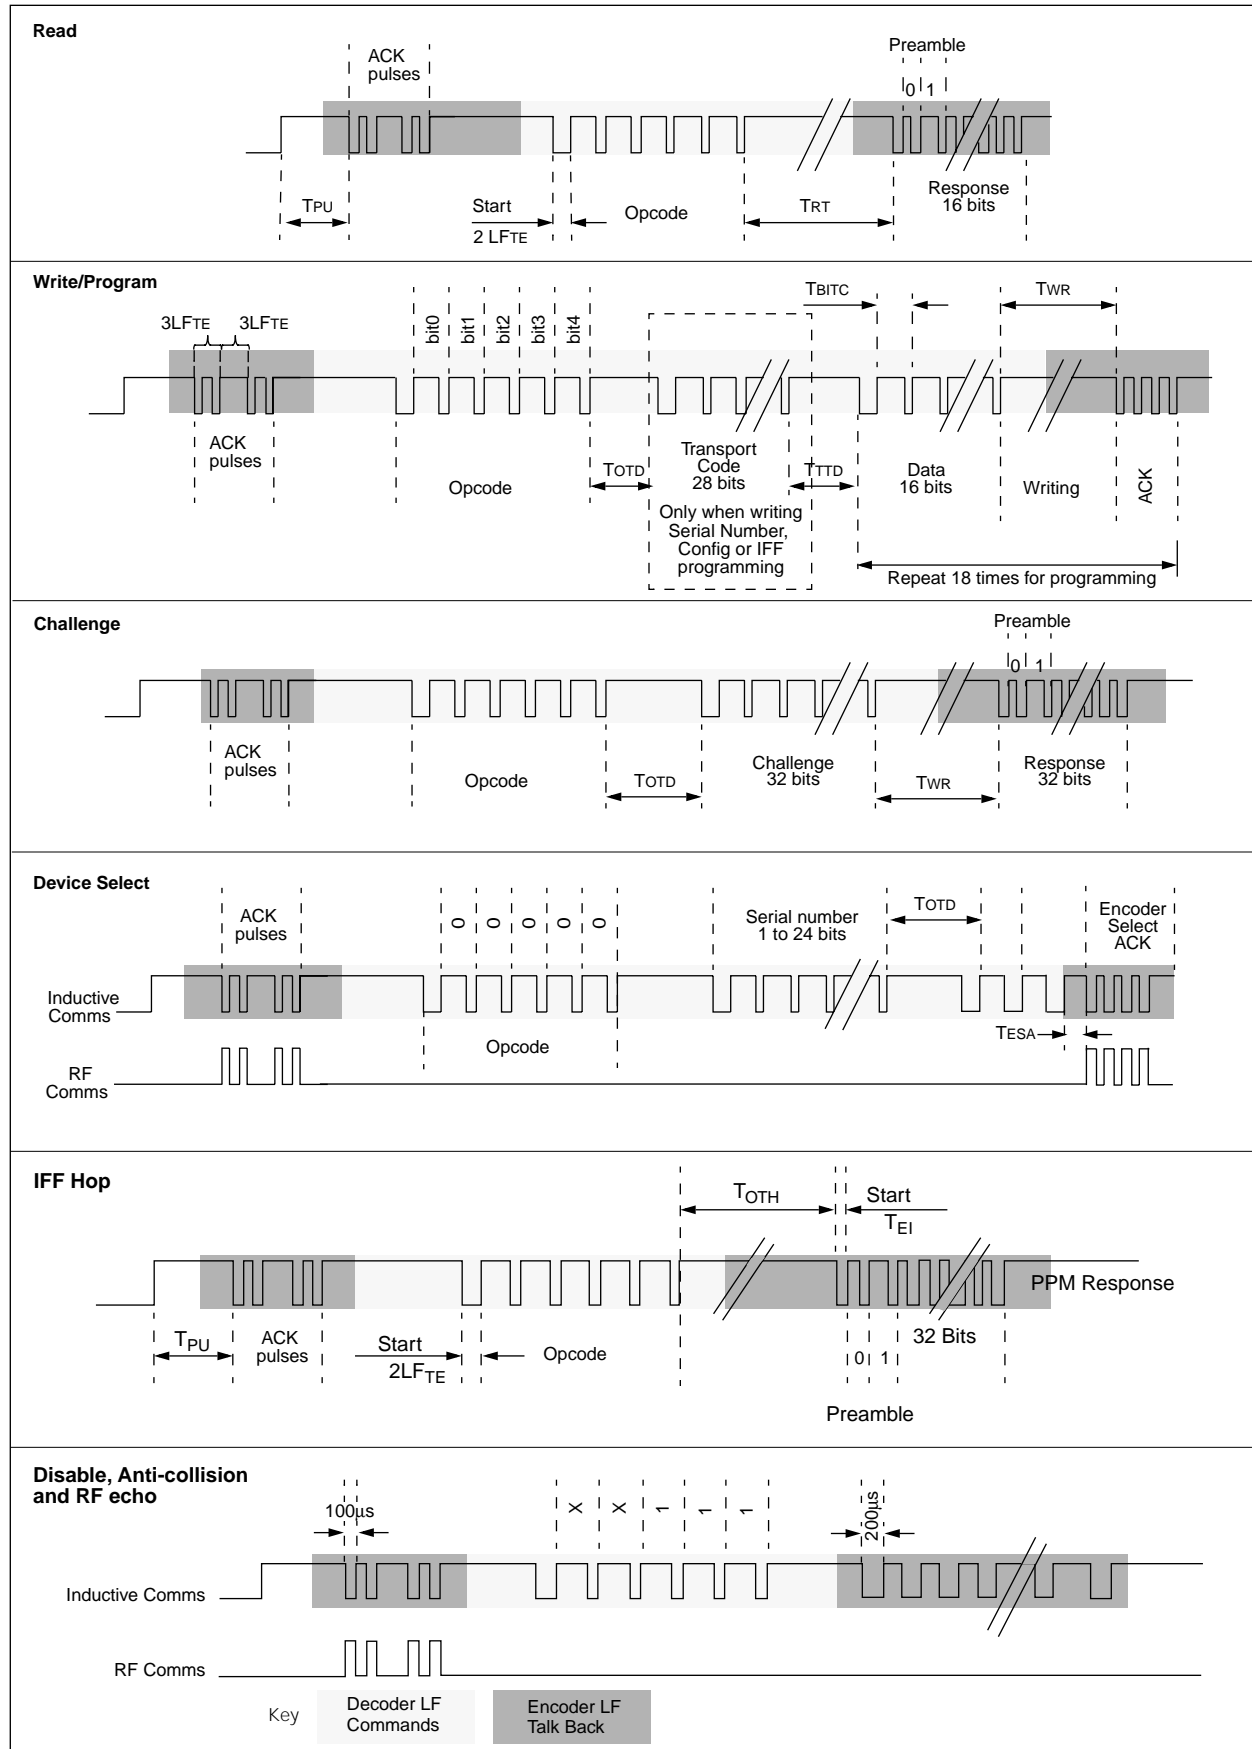 Read
ACK
pulses
Preamble
0 1
TPU
Start
2 LFTE
Opcode
TRT
Response
16 bits
Write/Program
3LFTE 3LFTE
bit0 bit1 bit2 bit3 bit4
TBITC
TWR
ACK
pulses
Opcode
TOTD
Transport
Code
28 bits
TTTD
Data
16 bits
Writing
ACK
Only when writing
Serial Number,
Config or IFF
programming
Repeat 18 times for programming
Challenge
Preamble
0 1
ACK
pulses
Opcode
TOTD
Challenge
32 bits
TWR
Response
32 bits
Device Select
ACK
pulses
0 0 0 0 0
Serial number
1 to 24 bits
TOTD
Encoder
Select
ACK
Inductive
Comms
Opcode
TESA
RF
Comms
IFF Hop
TOTH
Start
TEI
PPM Response
TPU
ACK
pulses
Start
2LFTE
Opcode
32 Bits
0 1
Preamble
Disable, Anti-collision
and RF echo
100µs
X X 1 1 1
200µs
Inductive Comms
RF Comms
Key
Decoder LF
Commands
Encoder LF
Talk Back